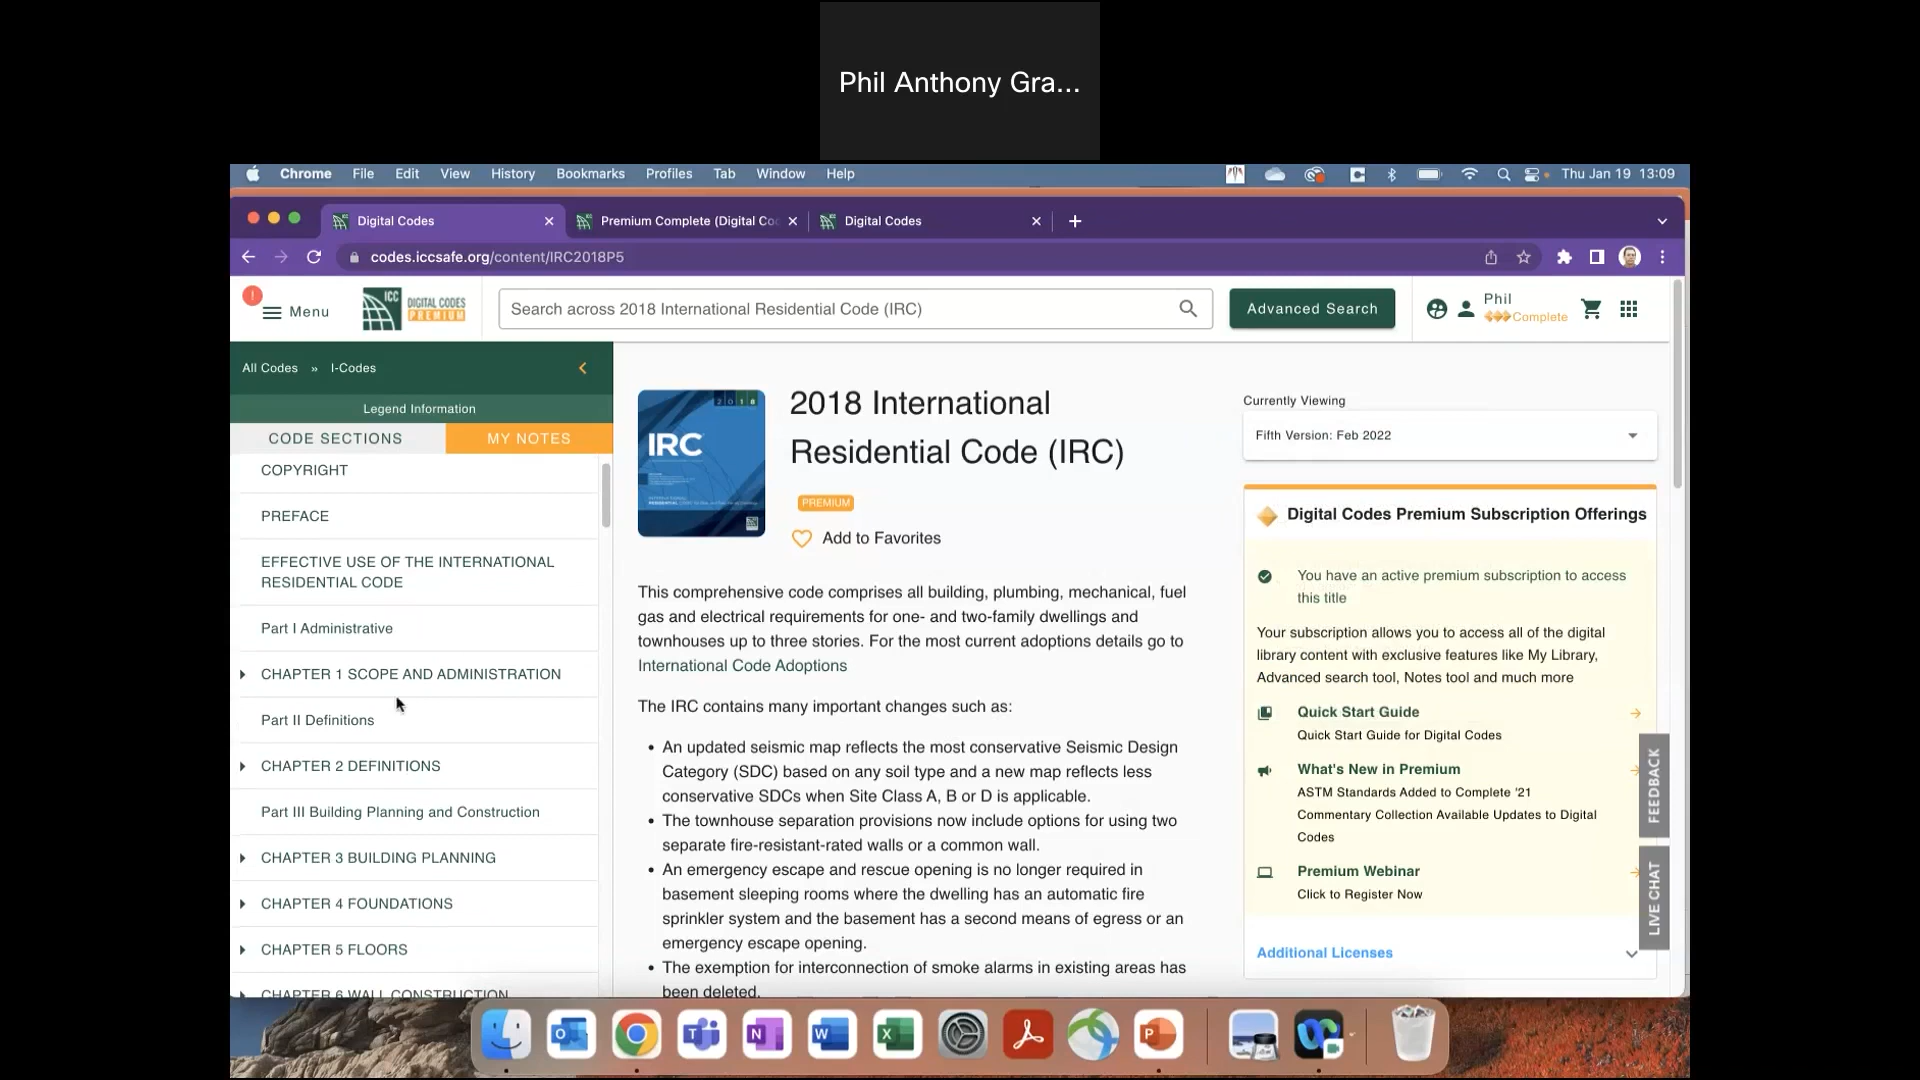 Phil Anthony Gra...
Chrome File Edit View History Bookmarks Profiles Tab Window Help
Thu Jan 19 13:09
Digital Codes
Premium Complete (Digital Co
Digital Codes
codes.iccsafe.org/content/IRC2018P5
Menu
ICC
DIGITAL CODES
PREMIUM
Search across 2018 International Residential Code (IRC)
Advanced Search
Phil
Complete
All Codes » I-Codes
Legend Information
CODE SECTIONS
MY NOTES
COPYRIGHT
PREFACE
EFFECTIVE USE OF THE INTERNATIONAL
RESIDENTIAL CODE
Part I Administrative
CHAPTER 1 SCOPE AND ADMINISTRATION
Part II Definitions
CHAPTER 2 DEFINITIONS
Part III Building Planning and Construction
CHAPTER 3 BUILDING PLANNING
CHAPTER 4 FOUNDATIONS
CHAPTER 5 FLOORS
CHAPTER 6 WALL CONSTRUCTION
2018
IRC
2018 International
Residential Code (IRC)
PREMIUM
Add to Favorites
This comprehensive code comprises all building, plumbing, mechanical, fuel
gas and electrical requirements for one- and two-family dwellings and
townhouses up to three stories. For the most current adoptions details go to
International Code Adoptions
The IRC contains many important changes such as:
• An updated seismic map reflects the most conservative Seismic Design
Category (SDC) based on any soil type and a new map reflects less
conservative SDCs when Site Class A, B or D is applicable.
• The townhouse separation provisions now include options for using two
separate fire-resistant-rated walls or a common wall.
• An emergency escape and rescue opening is no longer required in
basement sleeping rooms where the dwelling has an automatic fire
sprinkler system and the basement has a second means of egress or an
emergency escape opening.
• The exemption for interconnection of smoke alarms in existing areas has
been deleted.
Currently Viewing
Fifth Version: Feb 2022
Digital Codes Premium Subscription Offerings
You have an active premium subscription to access
this title
Your subscription allows you to access all of the digital
library content with exclusive features like My Library,
Advanced search tool, Notes tool and much more
Quick Start Guide
Quick Start Guide for Digital Codes
What's New in Premium
ASTM Standards Added to Complete '21
Commentary Collection Available Updates to Digital
Codes
Premium Webinar
Click to Register Now
Additional Licenses
FEEDBACK
LIVE CHAT